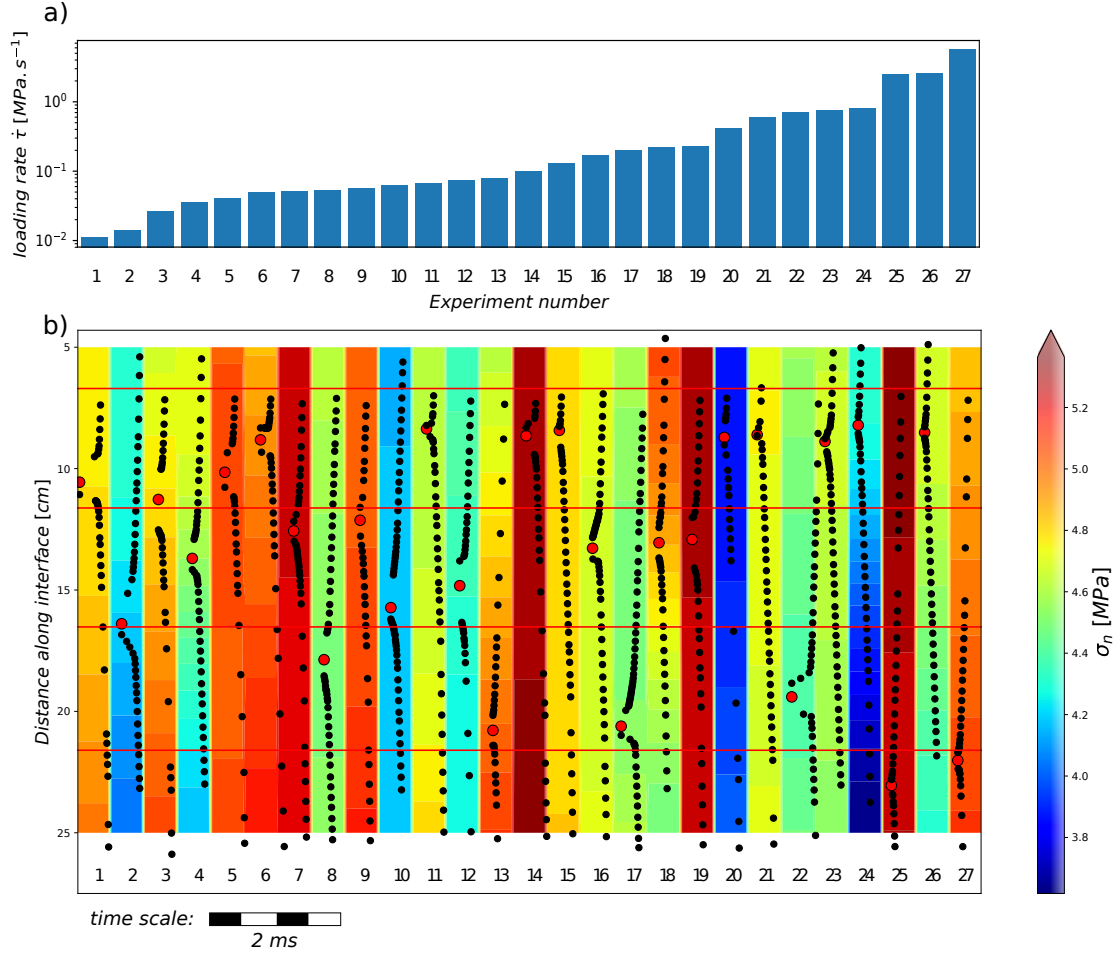 a)
loading rate τ̇ [MPa.s⁻¹]
10⁰
10⁻¹
10⁻²
1 2 3 4 5 6 7 8 9 10 11 12 13 14 15 16 17 18 19 20 21 22 23 24 25 26 27
Experiment number
b)
Distance along interface [cm]
5
10
15
20
25
1 2 3 4 5 6 7 8 9 10 11 12 13 14 15 16 17 18 19 20 21 22 23 24 25 26 27
time scale:
2 ms
5.2
5.0
4.8
4.6
4.4
4.2
4.0
3.8
σₙ [MPa]